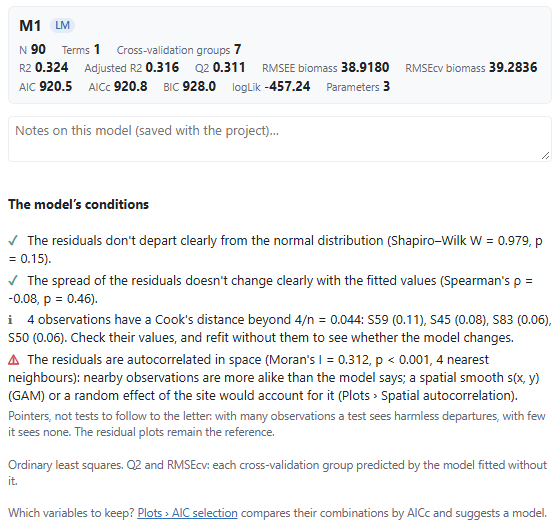 M1 LM
N 90 Terms 1 Cross-validation groups 7
R2 0.324 Adjusted R2 0.316 Q2 0.311 RMSEE biomass 38.9180 RMSEcv biomass 39.2836
AIC 920.5 AICc 920.8 BIC 928.0 logLik -457.24 Parameters 3
Notes on this model (saved with the project)...
The model’s conditions
✓ The residuals don't depart clearly from the normal distribution (Shapiro–Wilk W = 0.979, p
= 0.15).
✓ The spread of the residuals doesn't change clearly with the fitted values (Spearman's ρ =
-0.08, p = 0.46).
ℹ 4 observations have a Cook's distance beyond 4/n = 0.044: S59 (0.11), S45 (0.08), S83 (0.06),
S50 (0.06). Check their values, and refit without them to see whether the model changes.
⚠ The residuals are autocorrelated in space (Moran's I = 0.312, p < 0.001, 4 nearest
neighbours): nearby observations are more alike than the model says; a spatial smooth s(x, y)
(GAM) or a random effect of the site would account for it (Plots › Spatial autocorrelation).
Pointers, not tests to follow to the letter: with many observations a test sees harmless departures, with few
it sees none. The residual plots remain the reference.
Ordinary least squares. Q2 and RMSEcv: each cross-validation group predicted by the model fitted without
it.
Which variables to keep? Plots › AIC selection compares their combinations by AICc and suggests a model.